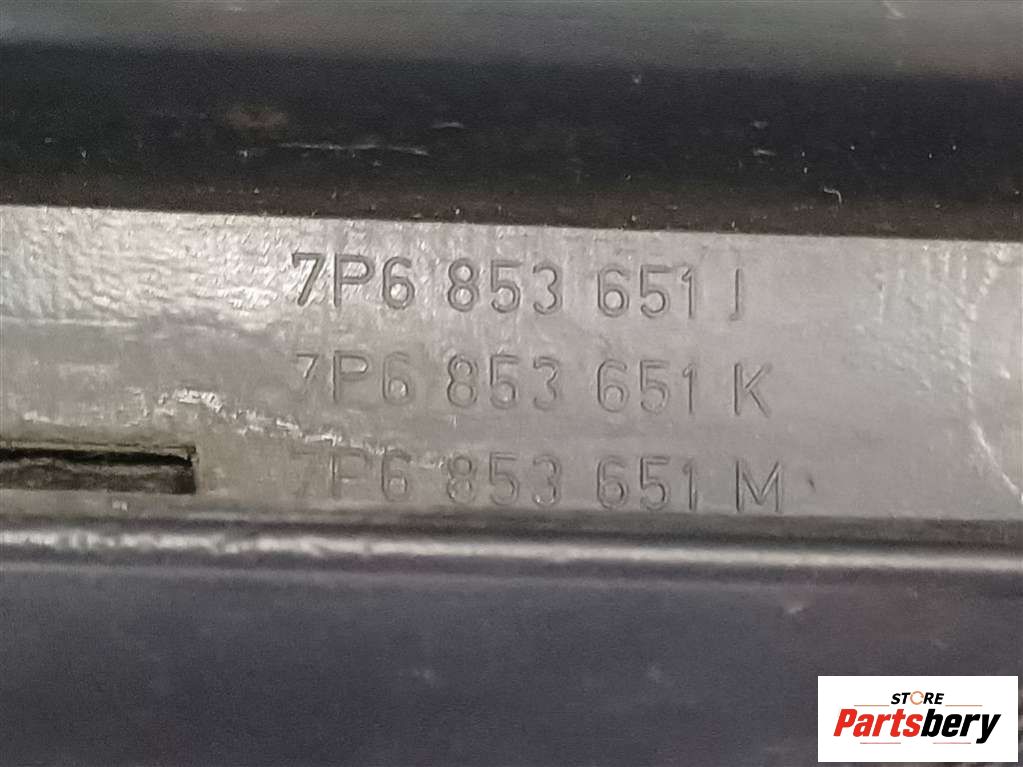 7P6 853 651 J
7P6 853 651 K
7P6 853 651 M
STORE
Partsbery